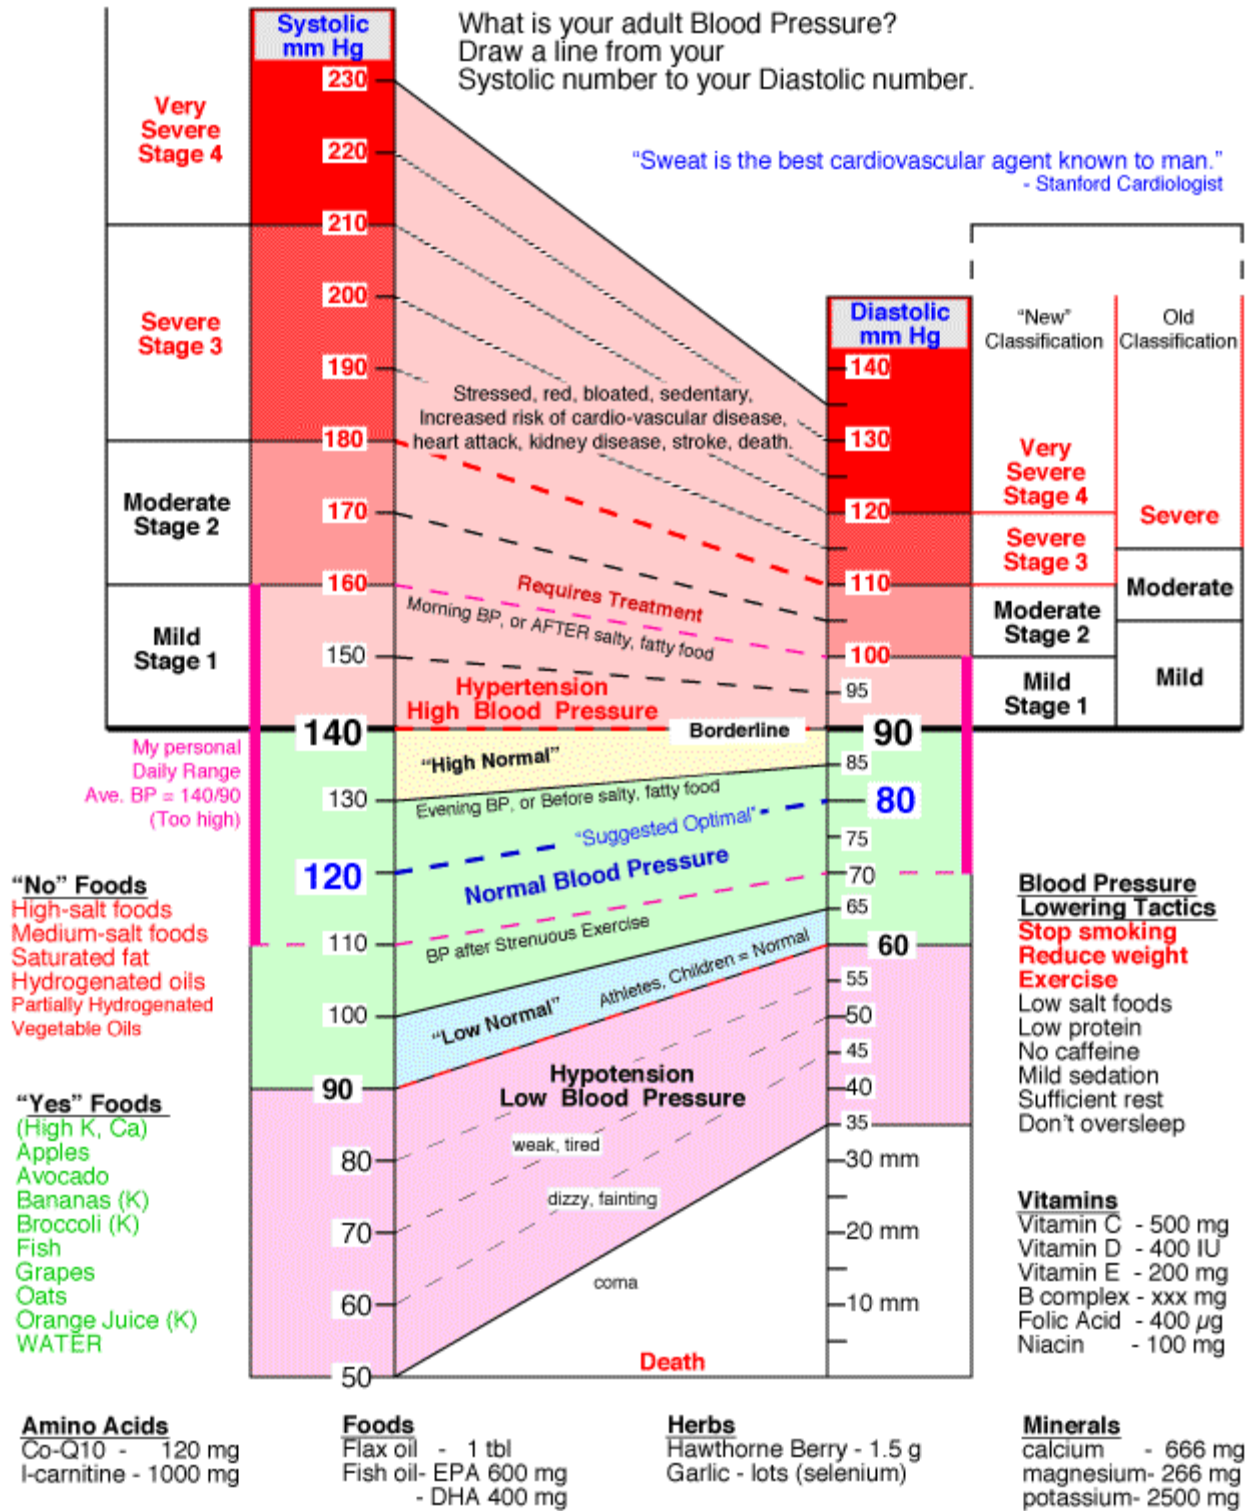 What is your adult Blood Pressure?
Draw a line from your
Systolic number to your Diastolic number.
"Sweat is the best cardiovascular agent known to man."
- Stanford Cardiologist
Systolic
mm Hg
230
220
210
200
190
180
170
160
150
140
130
120
110
100
90
80
70
60
50
Very
Severe
Stage 4
Severe
Stage 3
Moderate
Stage 2
Mild
Stage 1
My personal
Daily Range
Ave. BP = 140/90
(Too high)
Stressed, red, bloated, sedentary,
Increased risk of cardio-vascular disease,
heart attack, kidney disease, stroke, death.
Requires Treatment
Morning BP, or AFTER salty, fatty food
Hypertension
High Blood Pressure
Borderline
"High Normal"
Evening BP, or Before salty, fatty food
"Suggested Optimal"
Normal Blood Pressure
BP after Strenuous Exercise
Athletes, Children = Normal
"Low Normal"
Hypotension
Low Blood Pressure
weak, tired
dizzy, fainting
coma
Death
Diastolic
mm Hg
140
130
120
110
100
95
90
85
80
75
70
65
60
55
50
45
40
35
30 mm
20 mm
10 mm
"New"
Classification
Very
Severe
Stage 4
Severe
Stage 3
Moderate
Stage 2
Mild
Stage 1
Old
Classification
Severe
Moderate
Mild
"No" Foods
High-salt foods
Medium-salt foods
Saturated fat
Hydrogenated oils
Partially Hydrogenated
Vegetable Oils
"Yes" Foods
(High K, Ca)
Apples
Avocado
Bananas (K)
Broccoli (K)
Fish
Grapes
Oats
Orange Juice (K)
WATER
Blood Pressure
Lowering Tactics
Stop smoking
Reduce weight
Exercise
Low salt foods
Low protein
No caffeine
Mild sedation
Sufficient rest
Don't oversleep
Vitamins
Vitamin C - 500 mg
Vitamin D - 400 IU
Vitamin E - 200 mg
B complex - xxx mg
Folic Acid - 400 µg
Niacin - 100 mg
Amino Acids
Co-Q10 - 120 mg
l-carnitine - 1000 mg
Foods
Flax oil - 1 tbl
Fish oil- EPA 600 mg
- DHA 400 mg
Herbs
Hawthorne Berry - 1.5 g
Garlic - lots (selenium)
Minerals
calcium - 666 mg
magnesium- 266 mg
potassium- 2500 mg